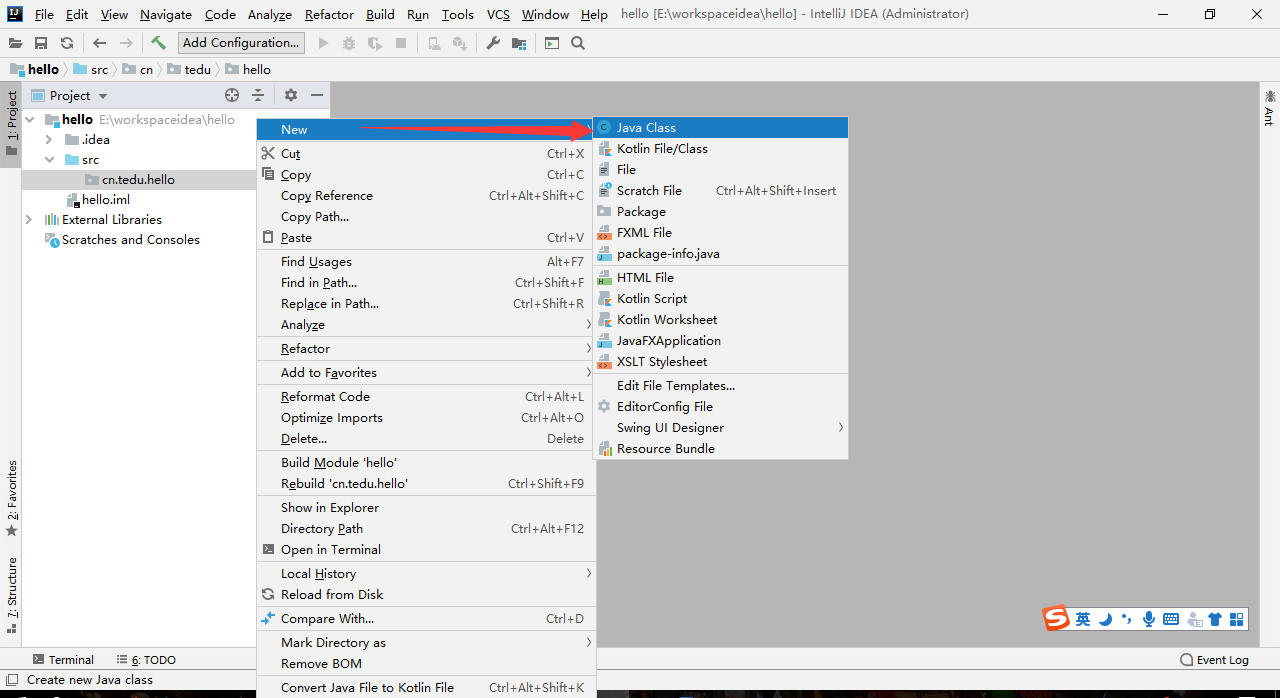 IJ File Edit View Navigate Code Analyze Refactor Build Run Tools VCS Window Help hello [E:\workspaceidea\hello] - IntelliJ IDEA (Administrator)
Add Configuration...
hello src cn tedu hello
Project
1: Project
hello E:\workspaceidea\hello
.idea
src
cn.tedu.hello
hello.iml
External Libraries
Scratches and Consoles
New
Cut Ctrl+X
Copy Ctrl+C
Copy Reference Ctrl+Alt+Shift+C
Copy Path...
Paste Ctrl+V
Find Usages Alt+F7
Find in Path... Ctrl+Shift+F
Replace in Path... Ctrl+Shift+R
Analyze
Refactor
Add to Favorites
Reformat Code Ctrl+Alt+L
Optimize Imports Ctrl+Alt+O
Delete... Delete
Build Module 'hello'
Rebuild 'cn.tedu.hello' Ctrl+Shift+F9
Show in Explorer
Directory Path Ctrl+Alt+F12
Open in Terminal
Local History
Reload from Disk
Compare With... Ctrl+D
Mark Directory as
Remove BOM
Convert Java File to Kotlin File Ctrl+Alt+Shift+K
Java Class
Kotlin File/Class
File
Scratch File Ctrl+Alt+Shift+Insert
Package
FXML File
package-info.java
HTML File
Kotlin Script
Kotlin Worksheet
JavaFXApplication
XSLT Stylesheet
Edit File Templates...
EditorConfig File
Swing UI Designer
Resource Bundle
Ant
2: Favorites
7: Structure
S 英
Terminal 6: TODO Event Log
Create new Java class